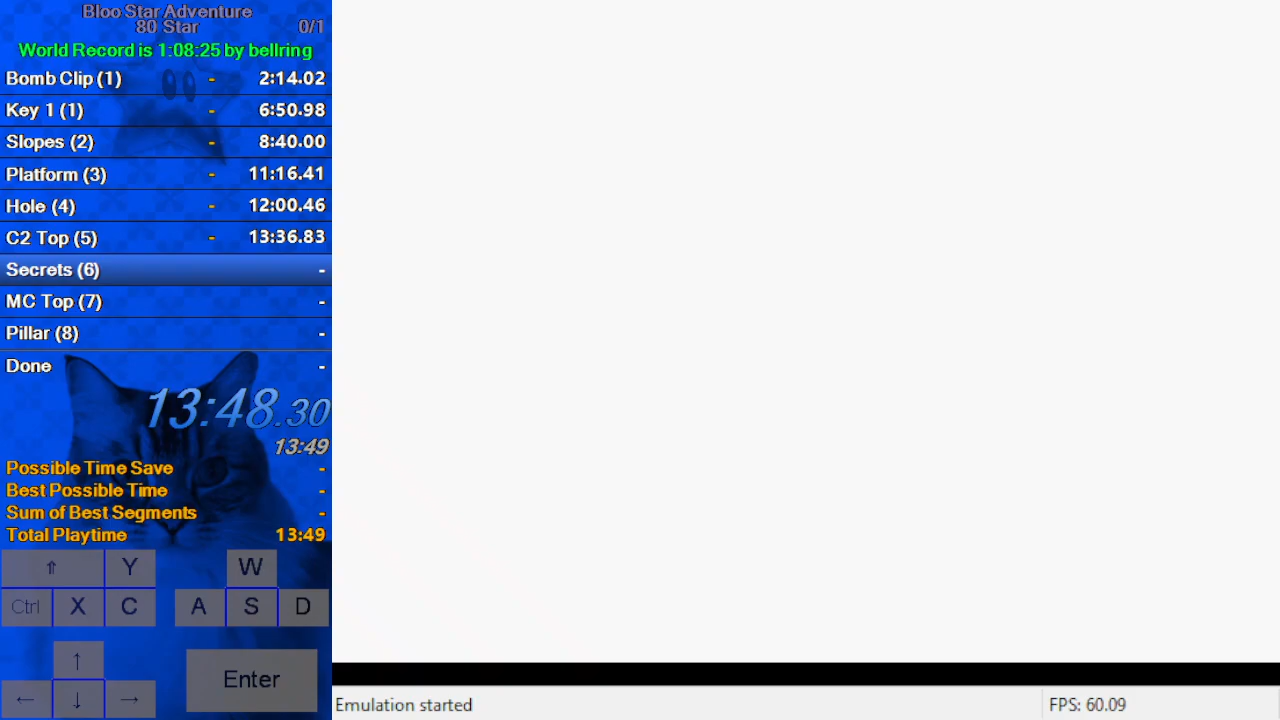 Bloo Star Adventure
80 Star 0/1
World Record is 1:08:25 by bellring
Bomb Clip (1) - 2:14.02
Key 1 (1) - 6:50.98
Slopes (2) - 8:40.00
Platform (3) - 11:16.41
Hole (4) - 12:00.46
C2 Top (5) - 13:36.83
Secrets (6) -
MC Top (7) -
Pillar (8) -
Done -
13:48.30
13:49
Possible Time Save -
Best Possible Time -
Sum of Best Segments -
Total Playtime 13:49
⇑ Y W
Ctrl X C A S D
↑
Enter
← ↓ →
Emulation started FPS: 60.09